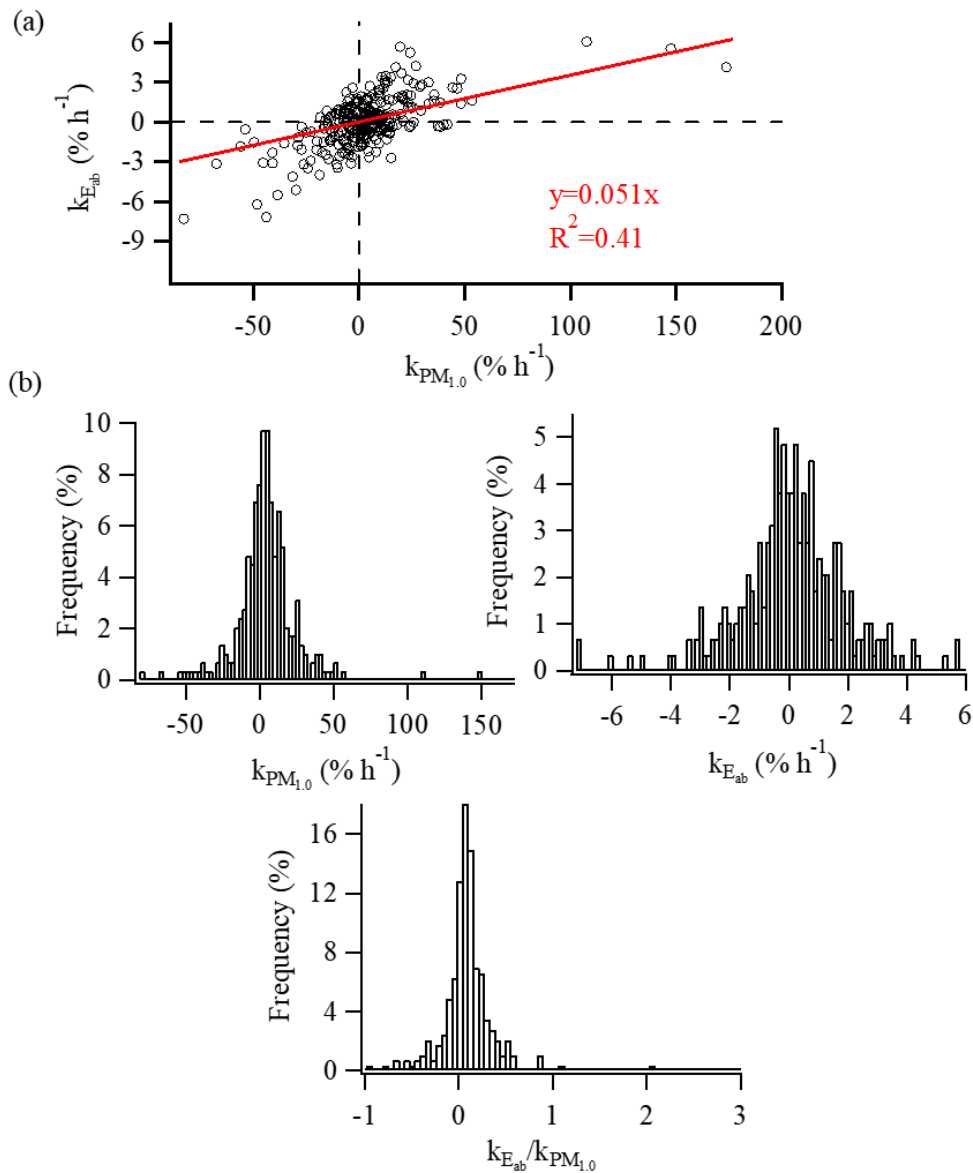 (a)
6
3
0
-3
-6
-9
k_Eab (% h^-1)
y=0.051x
R^2=0.41
-50 0 50 100 150 200
k_PM1.0 (% h^-1)
(b)
10
8
6
4
2
0
Frequency (%)
-50 0 50 100 150
k_PM1.0 (% h^-1)
5
4
3
2
1
0
Frequency (%)
-6 -4 -2 0 2 4 6
k_Eab (% h^-1)
16
12
8
4
0
Frequency (%)
-1 0 1 2 3
k_Eab/k_PM1.0